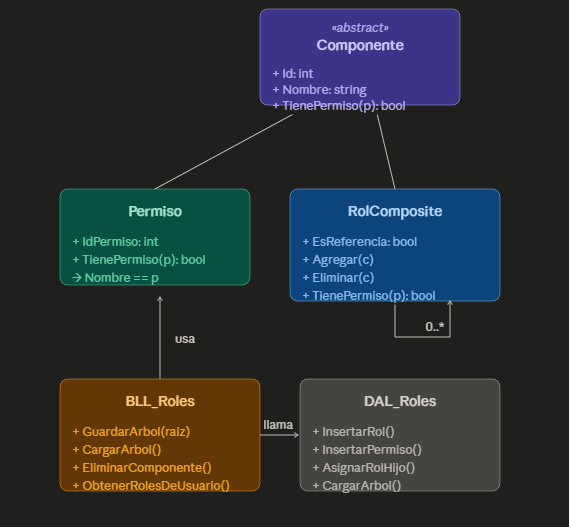 «abstract»
Componente
+ Id: int
+ Nombre: string
+ TienePermiso(p): bool
Permiso
+ IdPermiso: int
+ TienePermiso(p): bool
→ Nombre == p
RolComposite
+ EsReferencia: bool
+ Agregar(c)
+ Eliminar(c)
+ TienePermiso(p): bool
0..*
usa
BLL_Roles
+ GuardarArbol(raiz)
+ CargarArbol()
+ EliminarComponente()
+ ObtenerRolesDeUsuario()
llama
DAL_Roles
+ InsertarRol()
+ InsertarPermiso()
+ AsignarRolHijo()
+ CargarArbol()